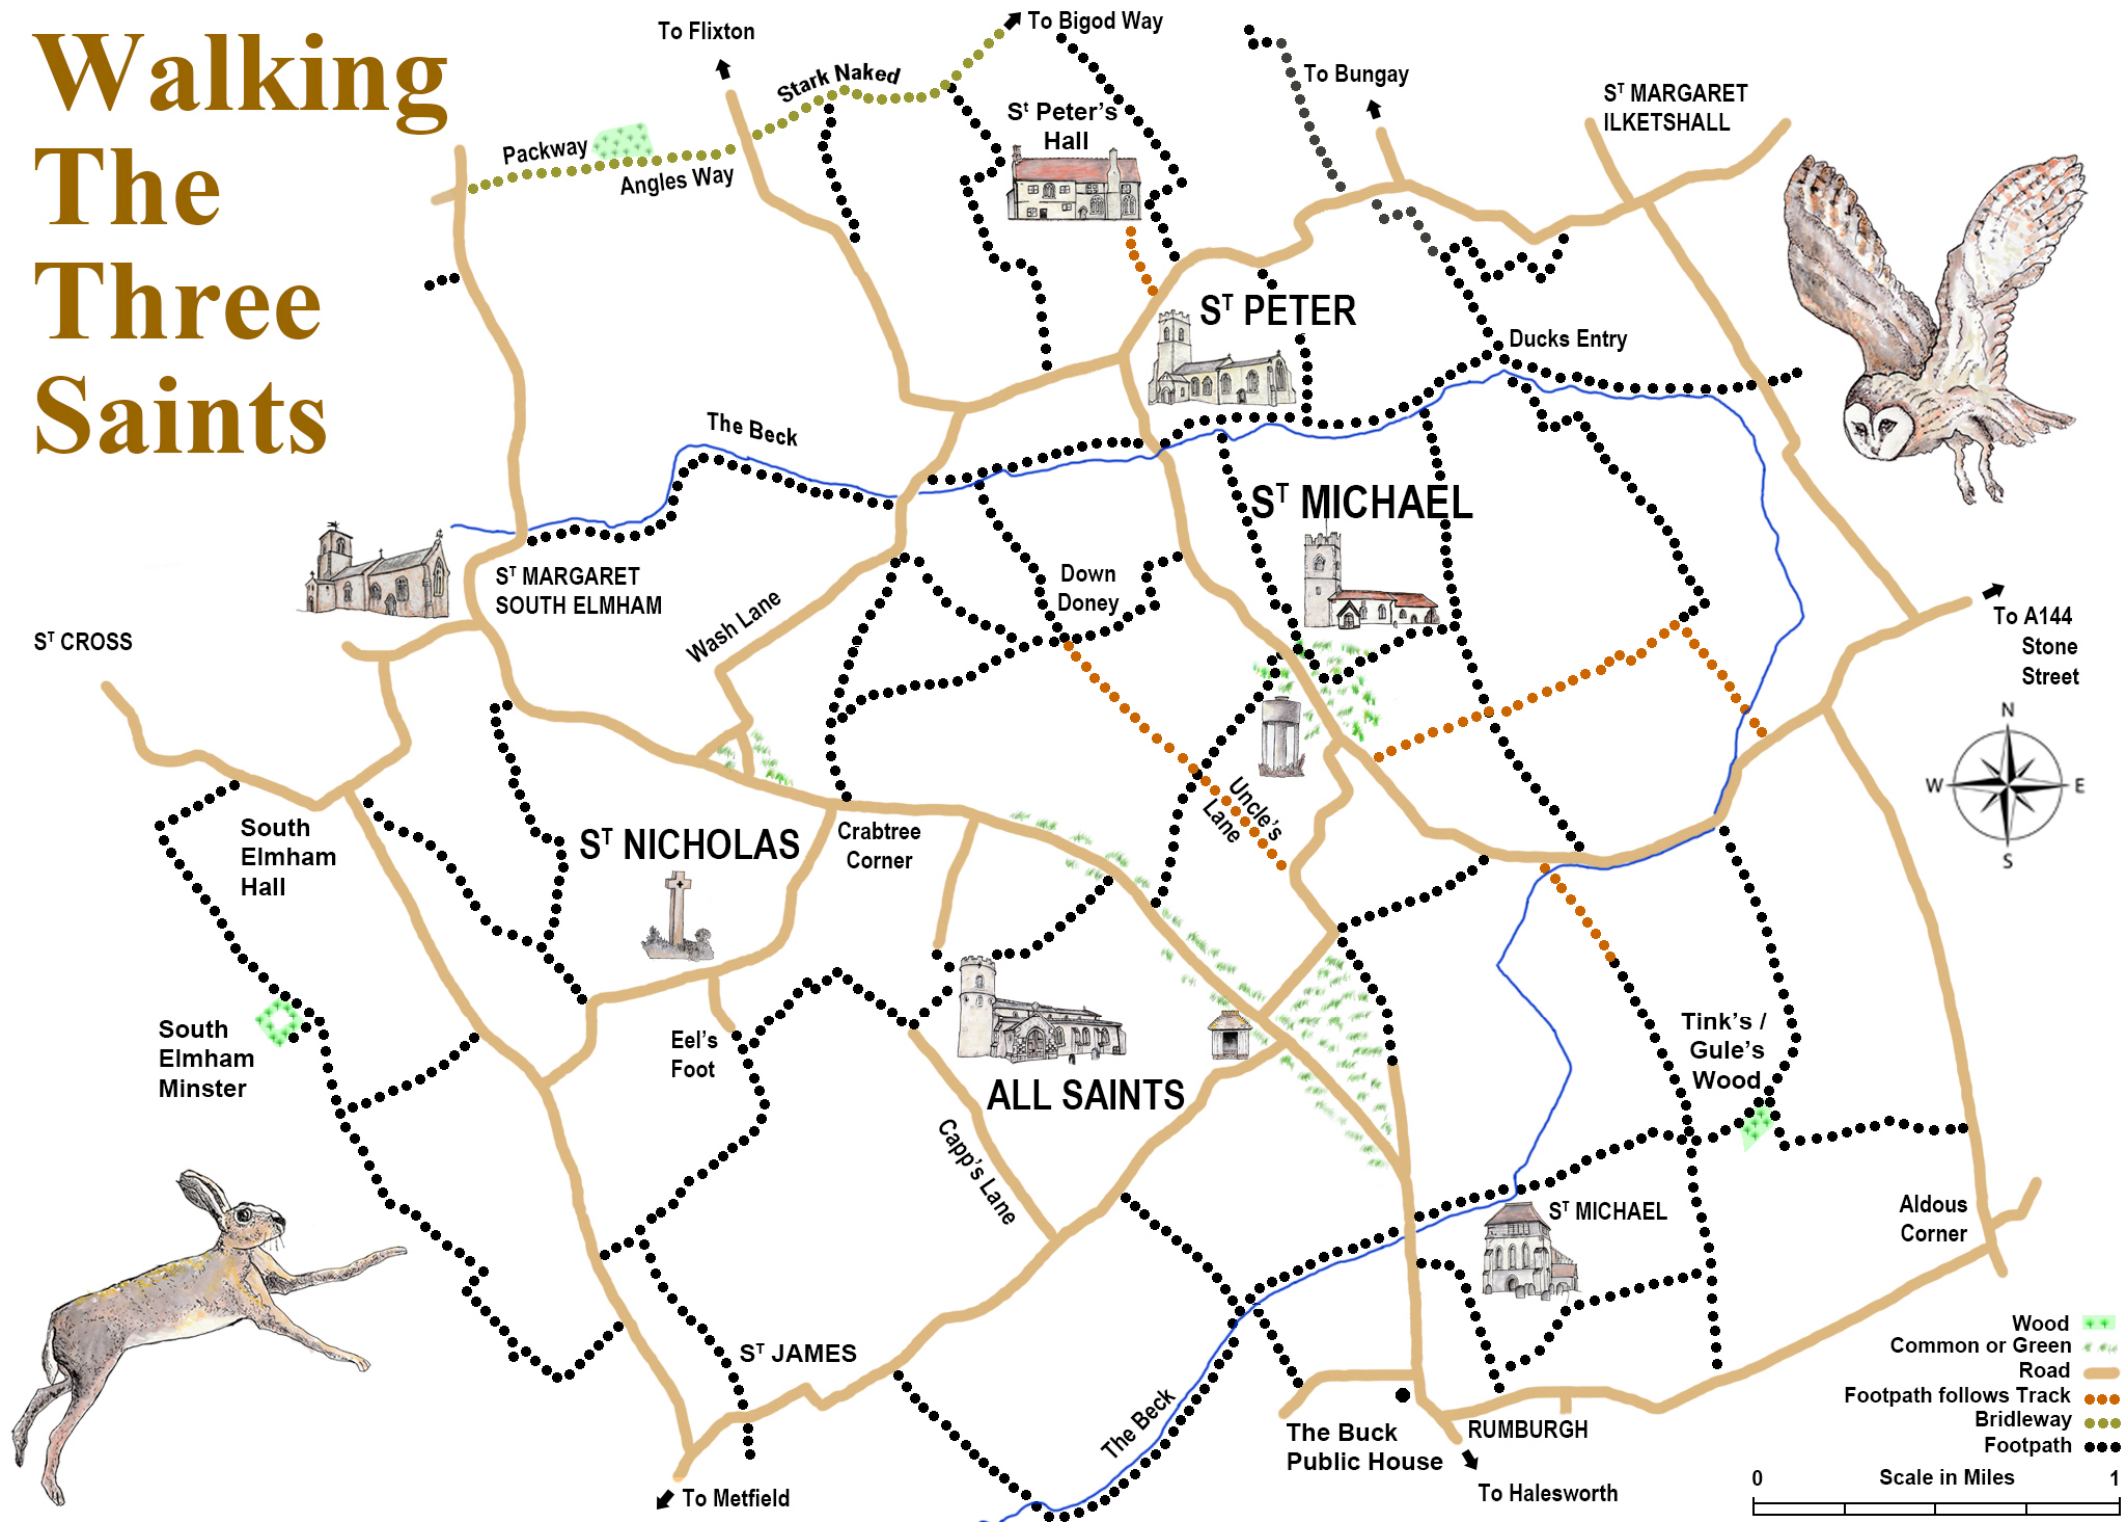 Walking
The
Three
Saints
To Flixton
To Bigod Way
Stark Naked
To Bungay
Sᵗ Peter's
Hall
Sᵀ MARGARET
ILKETSHALL
Packway
Angles Way
Sᵀ PETER
Ducks Entry
The Beck
Sᵀ MICHAEL
Sᵀ MARGARET
SOUTH ELMHAM
Down
Doney
Wash Lane
Sᵀ CROSS
To A144
Stone
Street
N
W
E
S
South
Elmham
Hall
Sᵀ NICHOLAS
Crabtree
Corner
Uncle's
Lane
South
Elmham
Minster
Eel's
Foot
ALL SAINTS
Capp's Lane
Tink's /
Gule's
Wood
Sᵀ MICHAEL
Aldous
Corner
Sᵀ JAMES
The Beck
The Buck
Public House
RUMBURGH
To Metfield
To Halesworth
Wood
Common or Green
Road
Footpath follows Track
Bridleway
Footpath
0 Scale in Miles 1